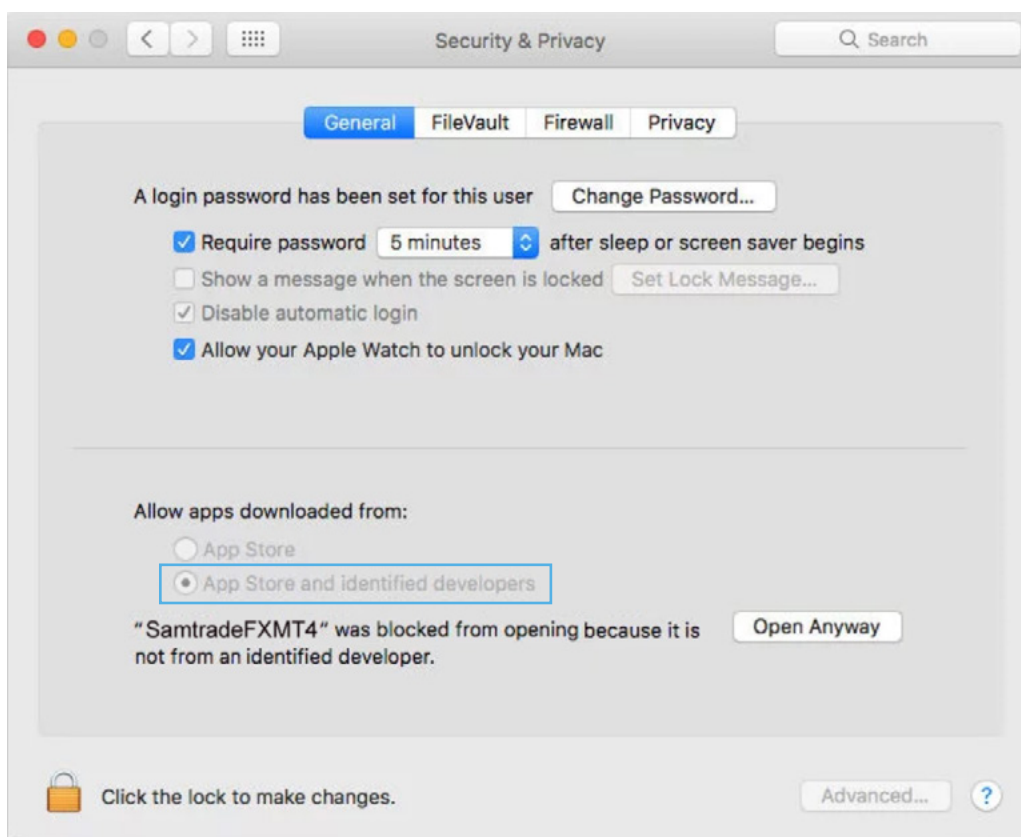 Security & Privacy
Search
General FileVault Firewall Privacy
A login password has been set for this user Change Password...
Require password 5 minutes after sleep or screen saver begins
Show a message when the screen is locked Set Lock Message...
Disable automatic login
Allow your Apple Watch to unlock your Mac
Allow apps downloaded from:
App Store
App Store and identified developers
“SamtradeFXMT4” was blocked from opening because it is
not from an identified developer.
Open Anyway
Click the lock to make changes.
Advanced...
?